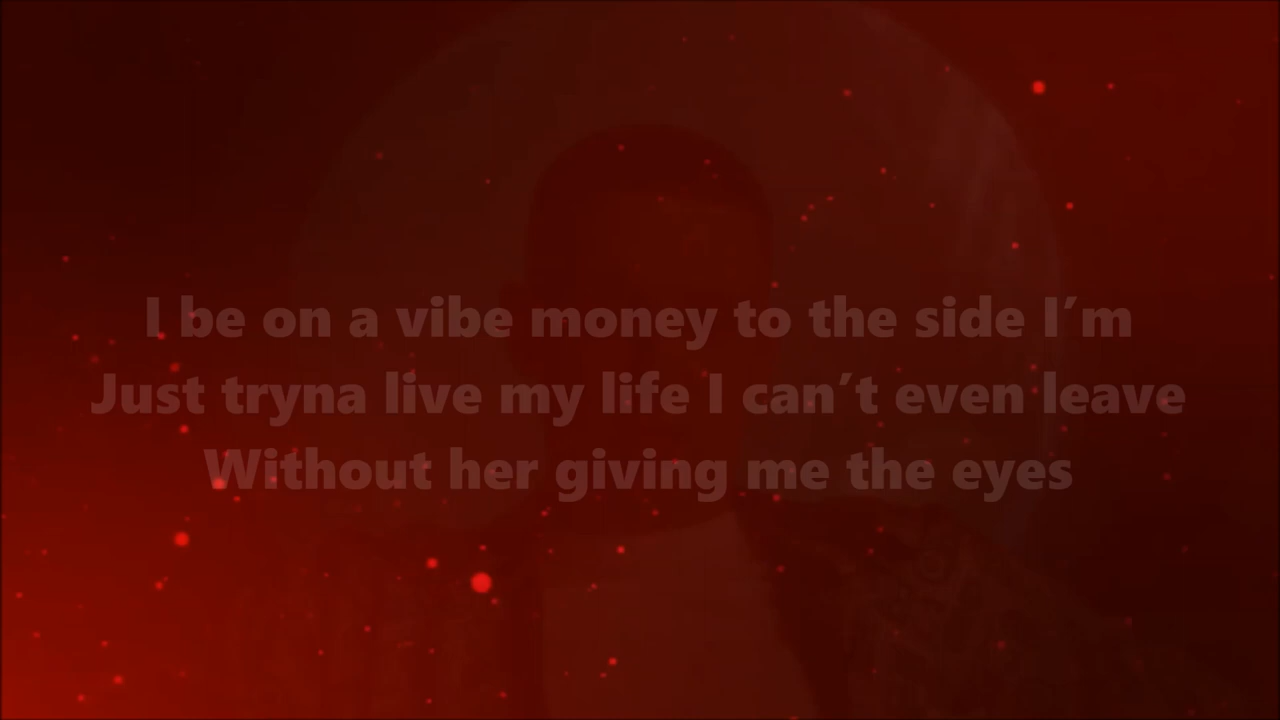 I be on a vibe money to the side I´m
Just tryna live my life I can´t even leave
Without her giving me the eyes